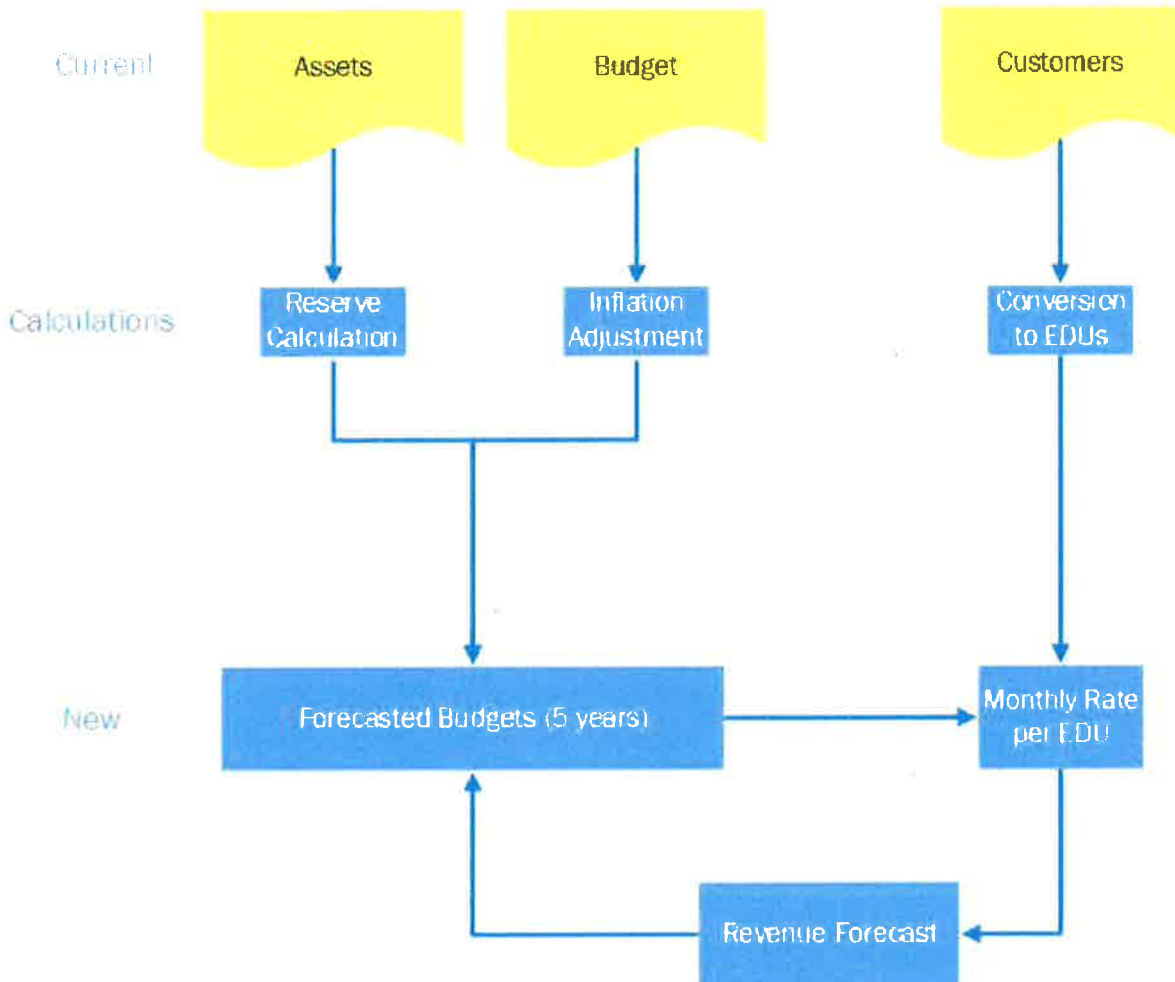 Current
Assets
Budget
Customers
Calculations
Reserve
Calculation
Inflation
Adjustment
Conversion
to EDUs
New
Forecasted Budgets (5 years)
Monthly Rate
per EDU
Revenue Forecast